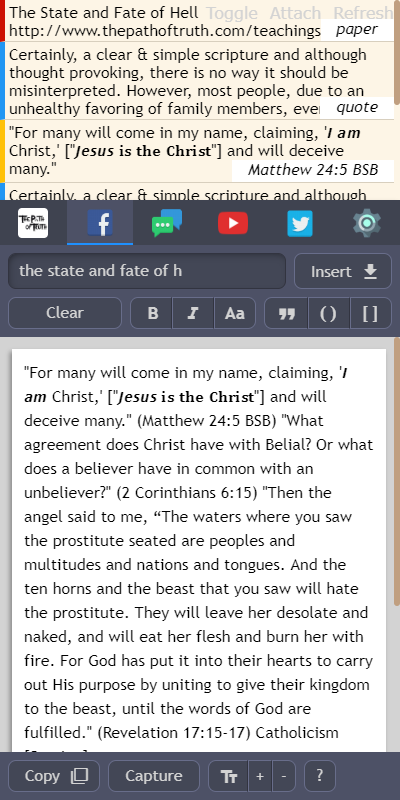 The State and Fate of Hell Toggle Attach Refresh
http://www.thepathoftruth.com/teachings paper
Certainly, a clear & simple scripture and although
thought provoking, there is no way it should be
misinterpreted. However, most people, due to an
unhealthy favoring of family members, eve quote
"For many will come in my name, claiming, 'I am
Christ,' ["Jesus is the Christ"] and will deceive
many." Matthew 24:5 BSB
Certainly, a clear & simple scripture and although
The Path of Truth
the state and fate of h
Insert
Clear
B I Aa ( ) [ ]
"For many will come in my name, claiming, 'I
am Christ,' ["Jesus is the Christ"] and will
deceive many." (Matthew 24:5 BSB) "What
agreement does Christ have with Belial? Or what
does a believer have in common with an
unbeliever?" (2 Corinthians 6:15) "Then the
angel said to me, “The waters where you saw
the prostitute seated are peoples and
multitudes and nations and tongues. And the
ten horns and the beast that you saw will hate
the prostitute. They will leave her desolate and
naked, and will eat her flesh and burn her with
fire. For God has put it into their hearts to carry
out His purpose by uniting to give their kingdom
to the beast, until the words of God are
fulfilled." (Revelation 17:15-17) Catholicism
Copy Capture TT + - ?